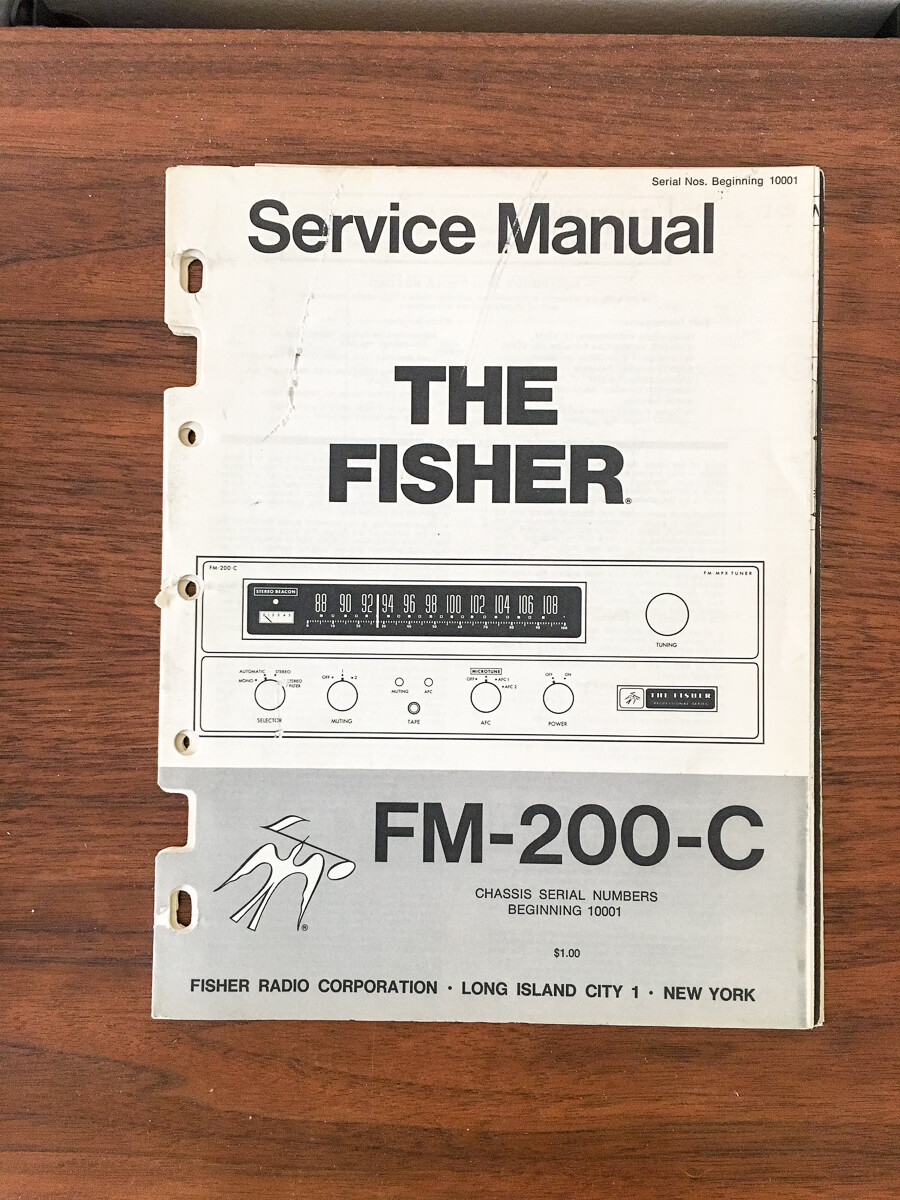 Serial Nos. Beginning 10001
Service Manual
THE
FISHER®
FM-200 C
FM MPX TUNER
STEREO BEACON
88 90 92 94 96 98 100 102 104 106 108
TUNING
AUTOMATIC STEREO
MONO STEREO FILTER
SELECTOR
OFF 1 2
MUTING
MUTING AFC
TAPE
MICROTUNE
OFF AFC 1
AFC 2
AFC
OFF ON
POWER
THE FISHER
PROFESSIONAL SERIES
FM-200-C
CHASSIS SERIAL NUMBERS
BEGINNING 10001
®
$1.00
FISHER RADIO CORPORATION · LONG ISLAND CITY 1 · NEW YORK